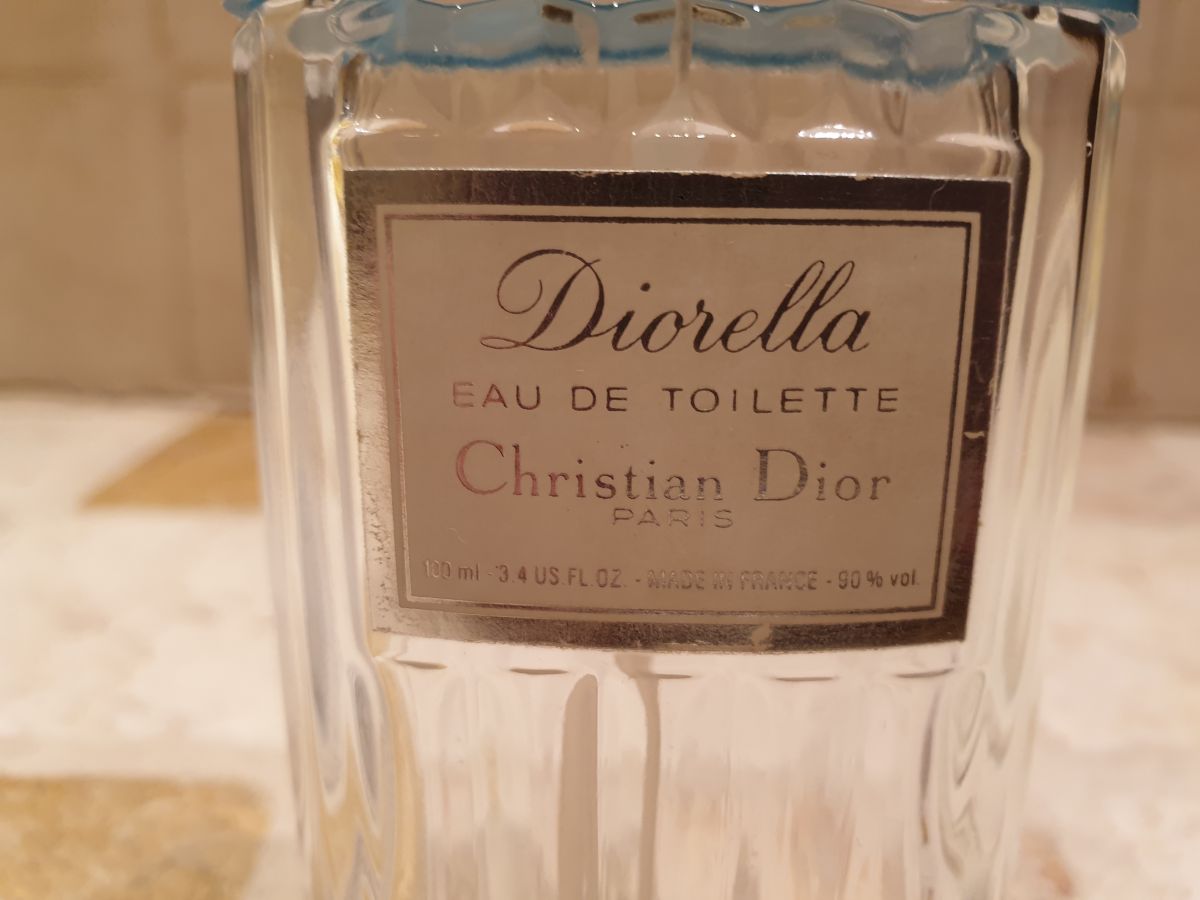 Diorella
EAU DE TOILETTE
Christian Dior
PARIS
100 ml - 3.4 US.FL.OZ. - MADE IN FRANCE - 90 % vol.